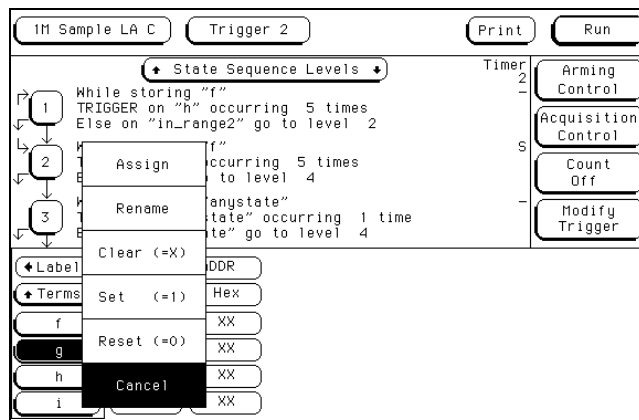 1M Sample LA C Trigger 2 Print Run
State Sequence Levels
Timer
2
Arming
Control
Acquisition
Control
Count
Off
Modify
Trigger
1
While storing "f"
TRIGGER on "h" occurring 5 times
Else on "in_range2" go to level 2
-
2
f"
occurring 5 times
to level 4
S
3
anystate"
state" occurring 1 time
te" go to level 4
-
Label DDR
Terms Hex
f XX
g XX
h XX
i XX
Assign
Rename
Clear (=X)
Set (=1)
Reset (=0)
Cancel